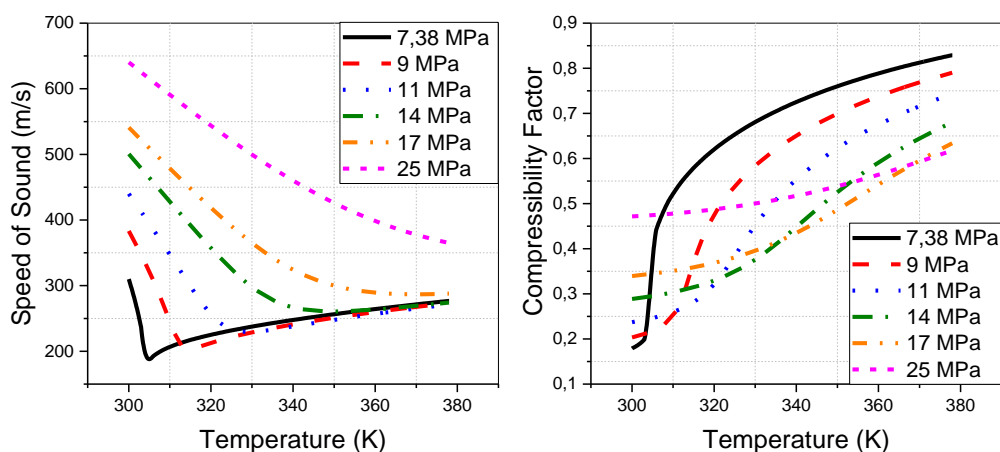 700
600
500
400
300
200
Speed of Sound (m/s)
300
320
340
360
380
Temperature (K)
7,38 MPa
9 MPa
11 MPa
14 MPa
17 MPa
25 MPa
0,9
0,8
0,7
0,6
0,5
0,4
0,3
0,2
0,1
Compressibility Factor
300
320
340
360
380
Temperature (K)
7,38 MPa
9 MPa
11 MPa
14 MPa
17 MPa
25 MPa